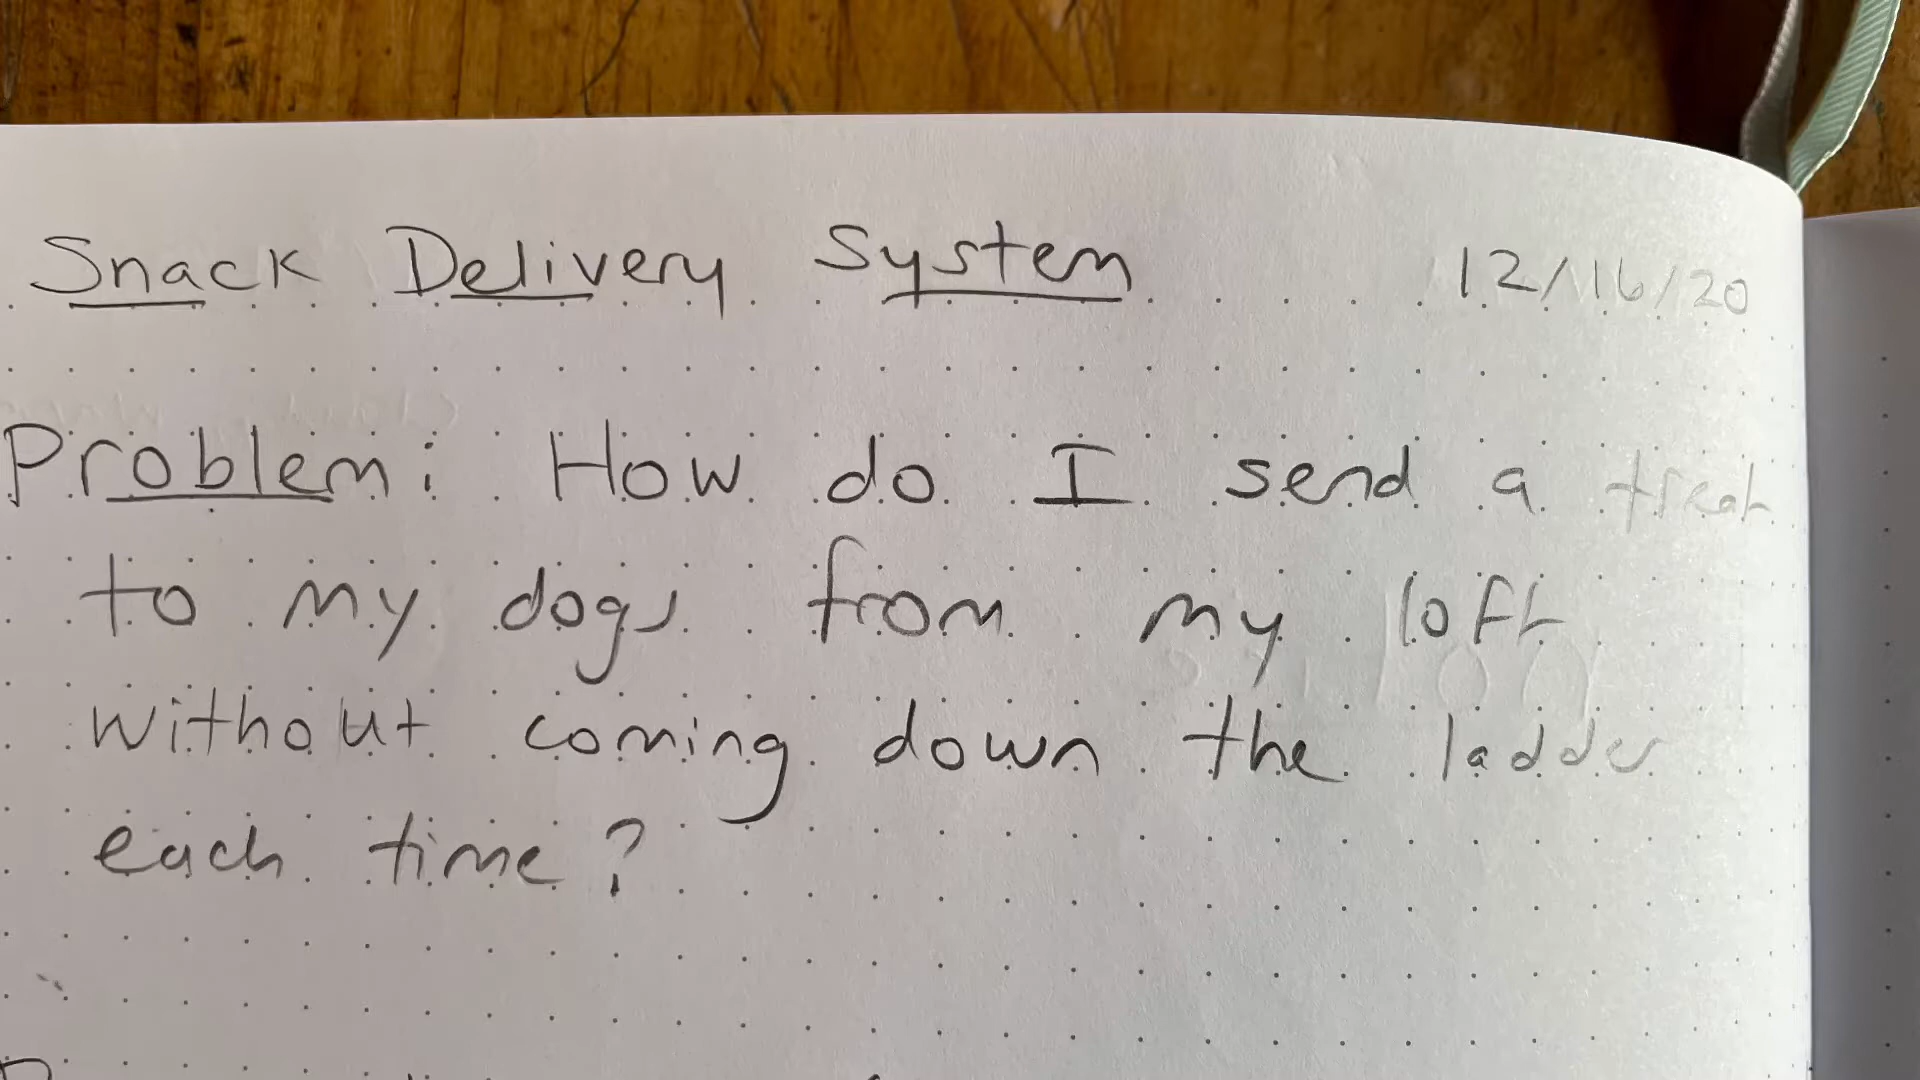 Snack Delivery System 12/16/20
Problem: How do I send a treat
to my dogs from my loft
without coming down the ladder
each time?